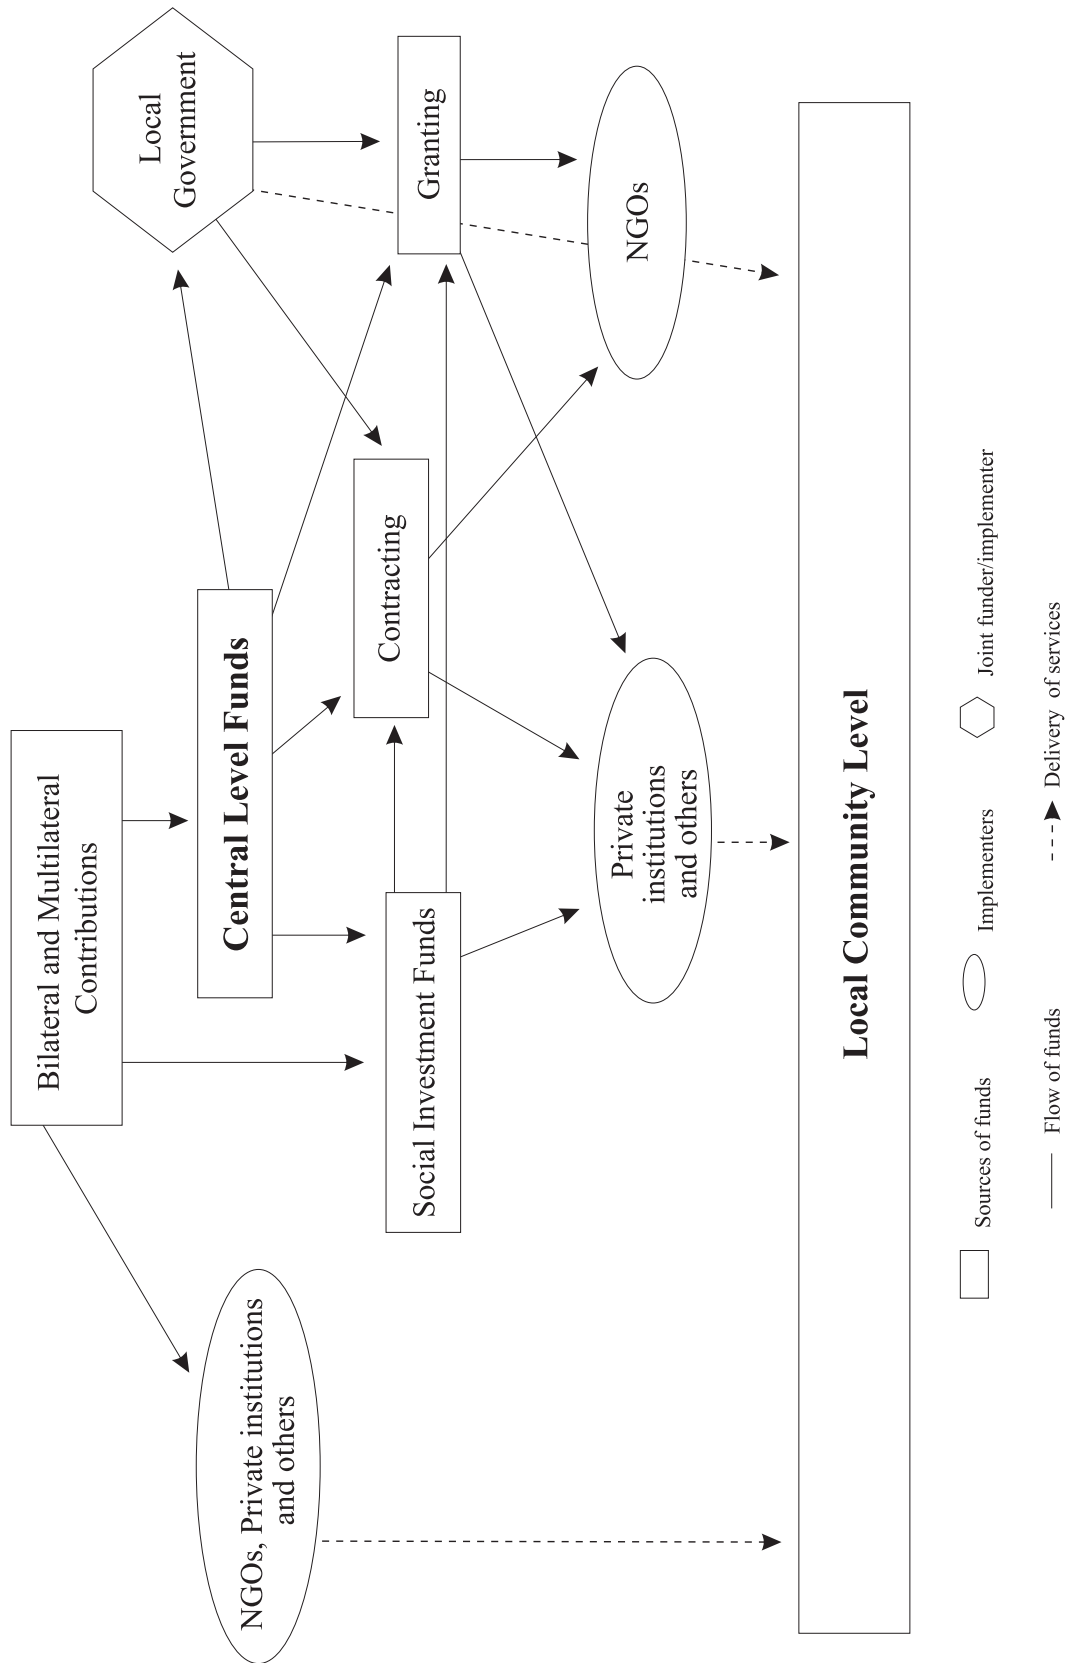 Bilateral and Multilateral
Contributions
Local
Government
Central Level Funds
NGOs, Private institutions
and others
Social Investment Funds
Contracting
Granting
Private
institutions
and others
NGOs
Local Community Level
Sources of funds
Implementers
Joint funder/implementer
Flow of funds
Delivery of services